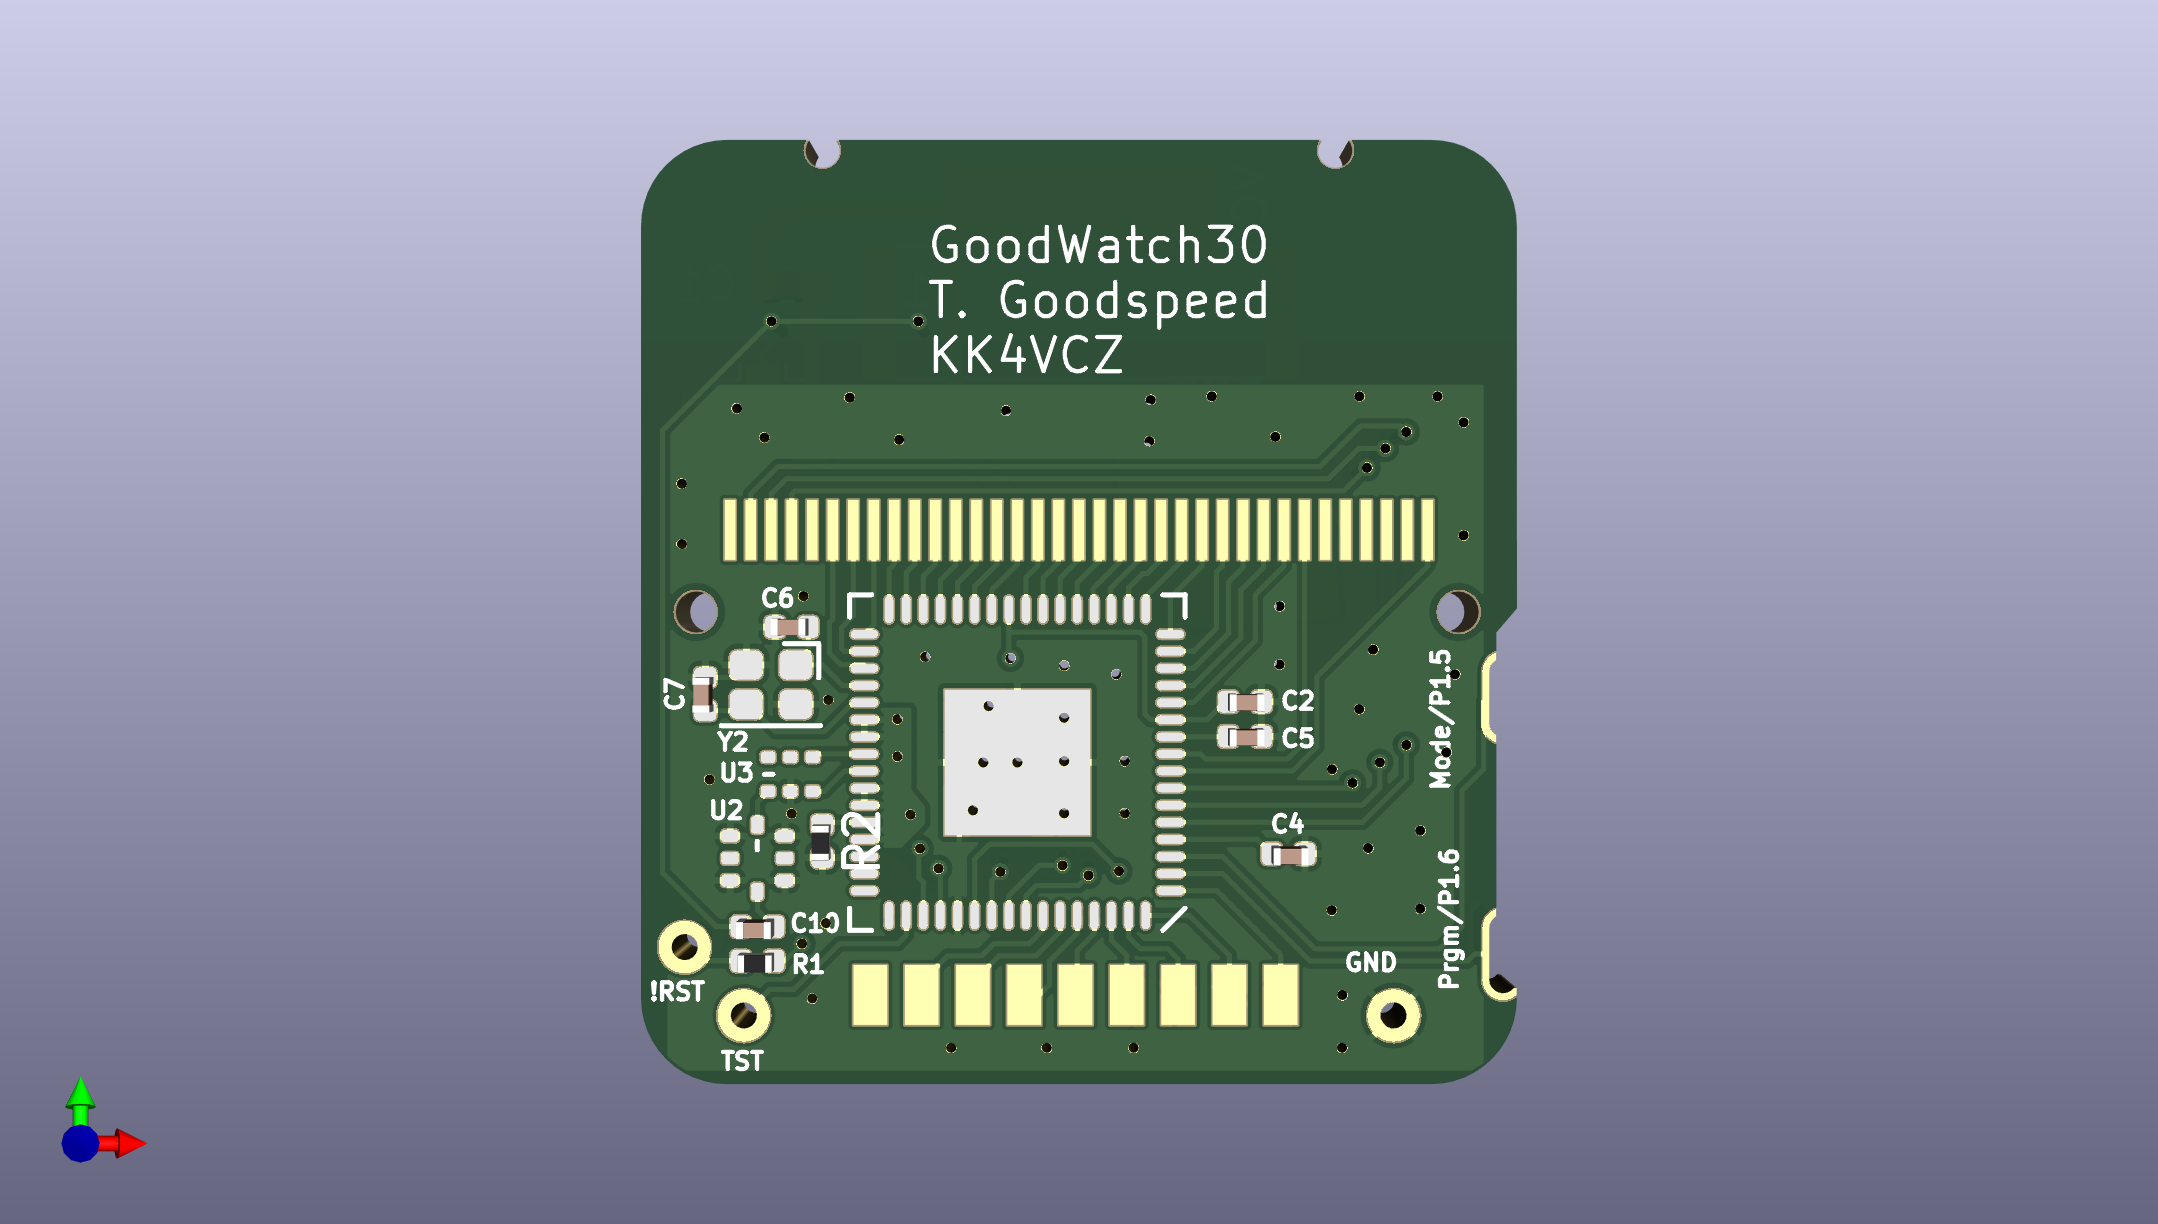 GoodWatch30
T. Goodspeed
KK4VCZ
C6
C7
Y2
U3
U2
R2
C10
R1
!RST
TST
C2
C5
C4
Mode/P1.5
Prgm/P1.6
GND